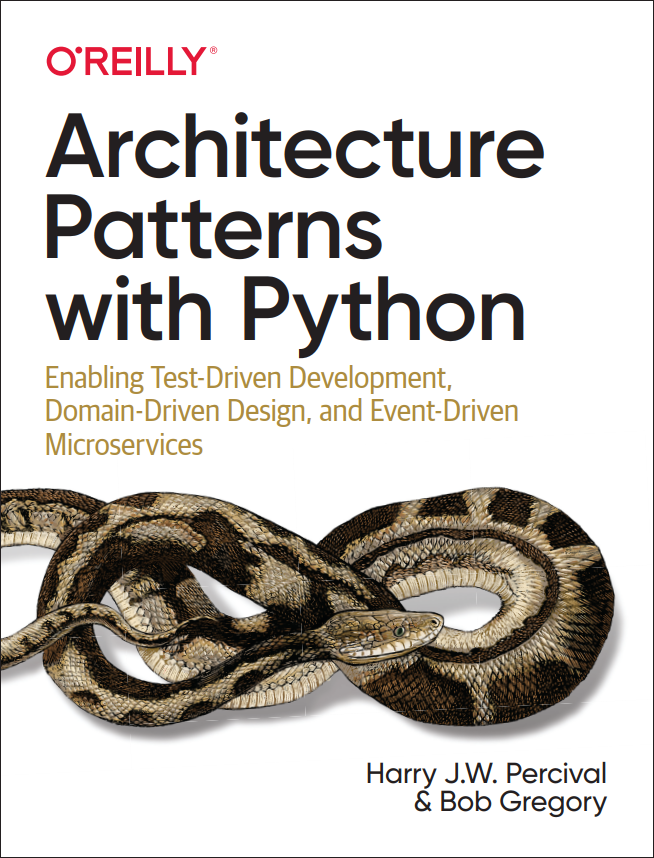 O'REILLY®
Architecture
Patterns
with Python
Enabling Test-Driven Development,
Domain-Driven Design, and Event-Driven
Microservices
Harry J.W. Percival
& Bob Gregory